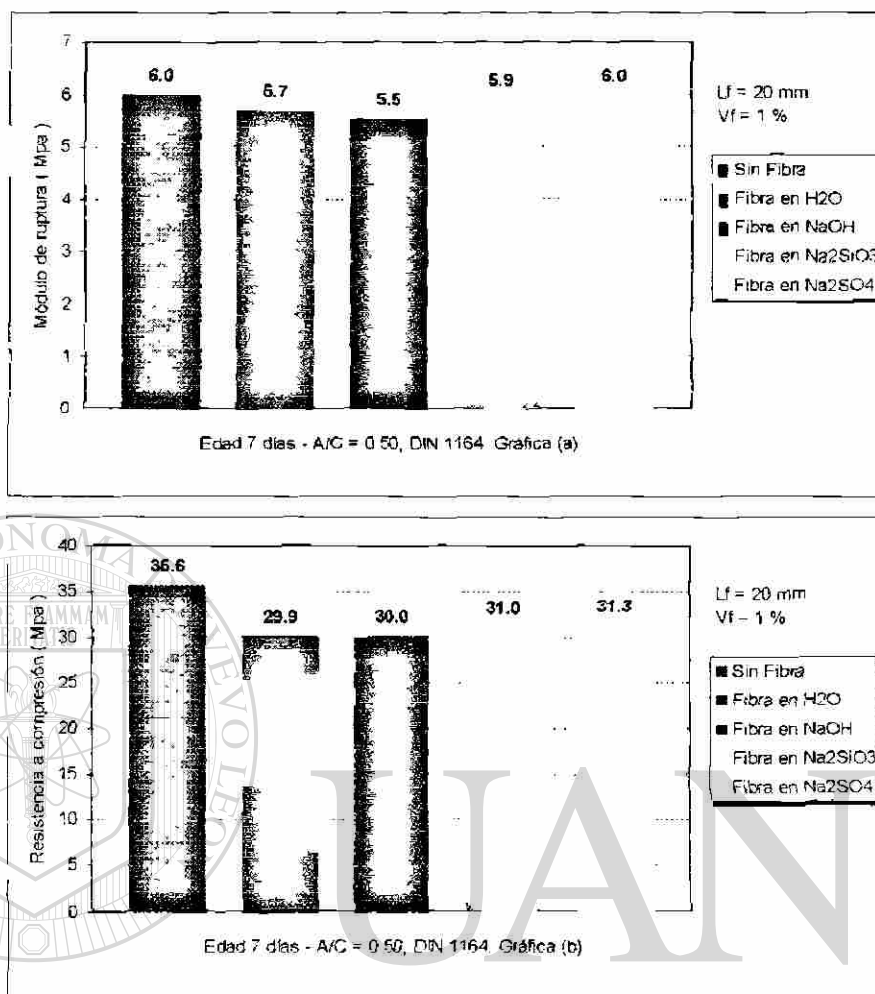 7
6.0
5.7
5.5
5.9
6.0
6
5
4
3
2
1
0
Módulo de ruptura ( Mpa )
Edad 7 días - A/C = 0.50, DIN 1164 Gráfica (a)
Lf = 20 mm
Vf = 1 %
Sin Fibra
Fibra en H2O
Fibra en NaOH
Fibra en Na2SiO3
Fibra en Na2SO4
40
35.6
29.9
30.0
31.0
31.3
35
30
25
20
15
10
5
0
Resistencia a compresión ( Mpa )
Edad 7 días - A/C = 0.50, DIN 1164 Gráfica (b)
Lf = 20 mm
Vf = 1 %
Sin Fibra
Fibra en H2O
Fibra en NaOH
Fibra en Na2SiO3
Fibra en Na2SO4
UAN